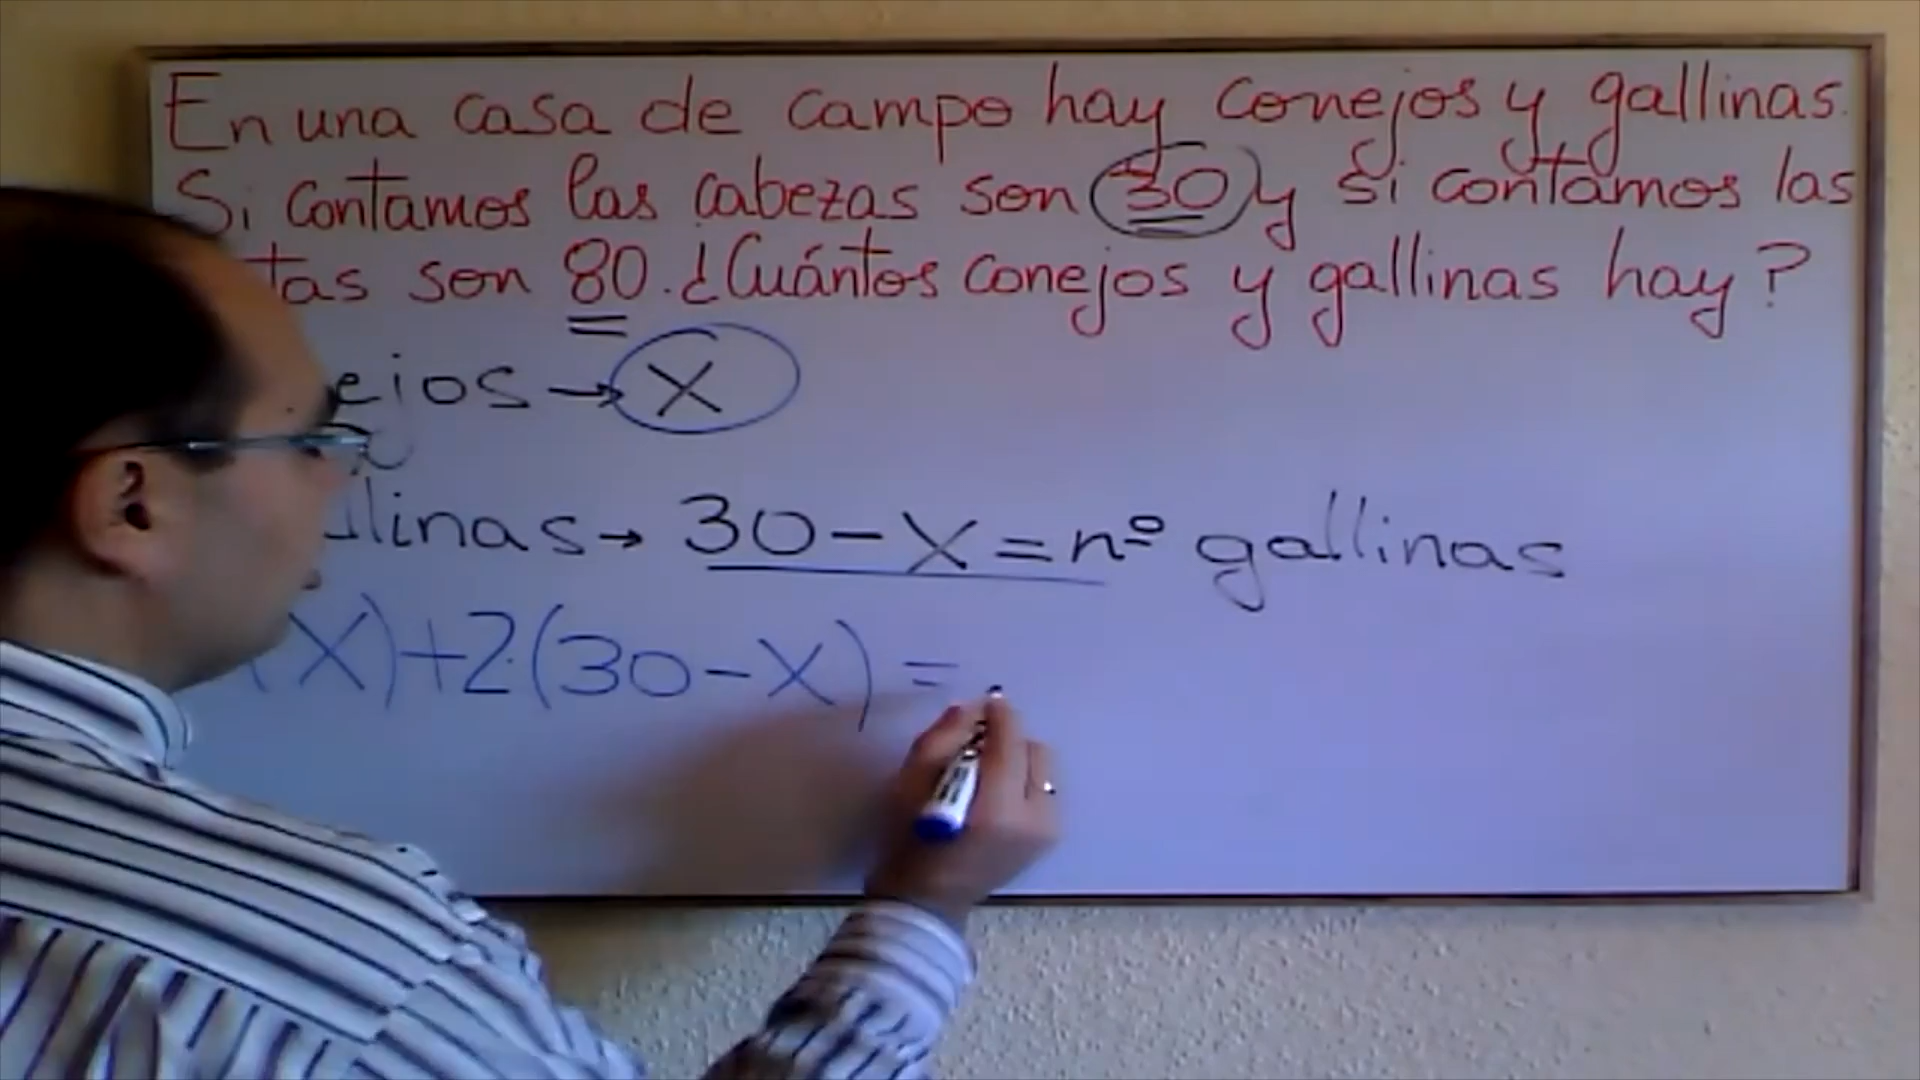 En una casa de campo hay conejos y gallinas.
Si contamos las cabezas son 30 y si contamos las
tas son 80. ¿Cuántos conejos y gallinas hay?
ejos → X
llinas → 30 - X = nº gallinas
(X) + 2·(30 - X) =